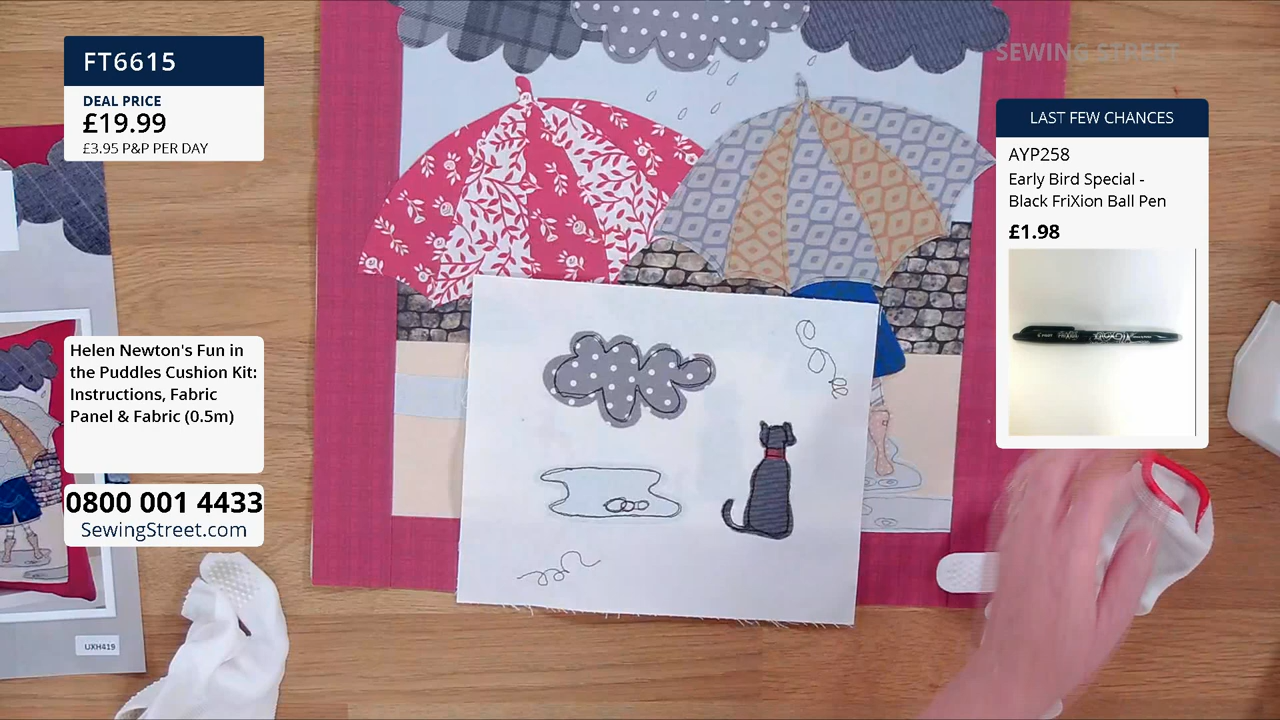 FT6615
DEAL PRICE
£19.99
£3.95 P&P PER DAY
Helen Newton's Fun in
the Puddles Cushion Kit:
Instructions, Fabric
Panel & Fabric (0.5m)
0800 001 4433
SewingStreet.com
UXH419
SEWING STREET
LAST FEW CHANCES
AYP258
Early Bird Special -
Black FriXion Ball Pen
£1.98